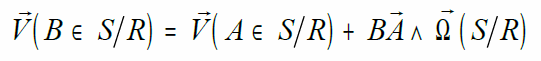 V⃗(B ∈ S/R) = V⃗(A ∈ S/R) + BA⃗ ∧ Ω⃗(S/R)